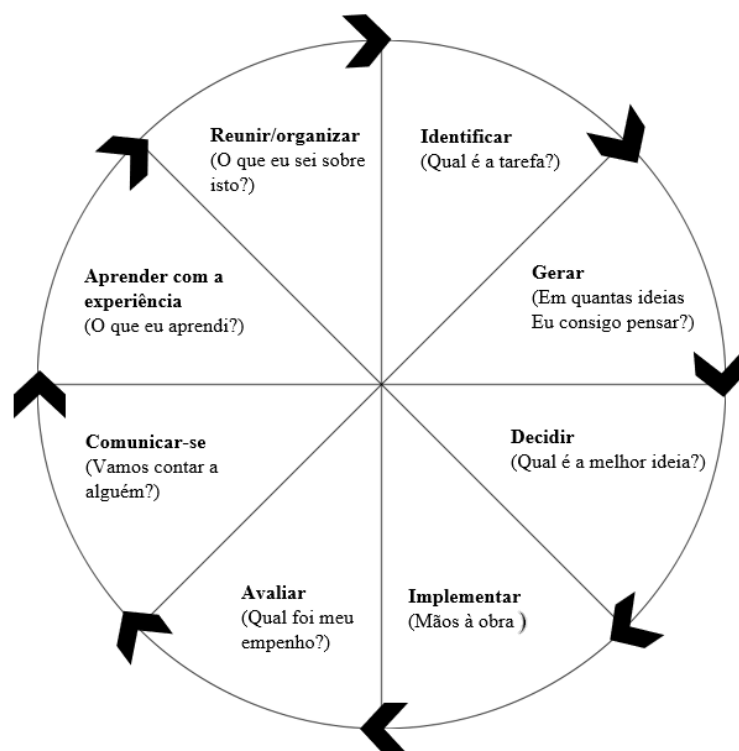 Reunir/organizar
(O que eu sei sobre
isto?)
Identificar
(Qual é a tarefa?)
Gerar
(Em quantas ideias
Eu consigo pensar?)
Decidir
(Qual é a melhor ideia?)
Implementar
(Mãos à obra )
Avaliar
(Qual foi meu
empenho?)
Comunicar-se
(Vamos contar a
alguém?)
Aprender com a
experiência
(O que eu aprendi?)